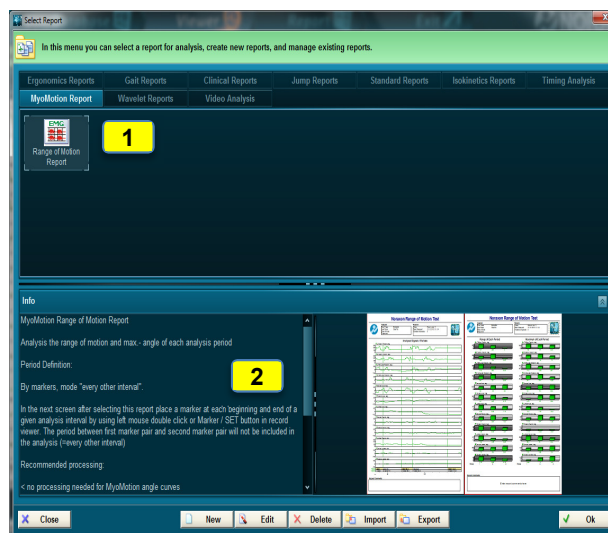 Select Report
In this menu you can select a report for analysis, create new reports, and manage existing reports.
Ergonomics Reports Gait Reports Clinical Reports Jump Reports Standard Reports Isokinetics Reports Timing Analysis
MyoMotion Report Wavelet Reports Video Analysis
EMG
Range of Motion
Report
1
Info
MyoMotion Range of Motion Report
Analysis the range of motion and max.- angle of each analysis period
Period Definition:
By markers, mode "every other interval".
2
In the next screen after selecting this report place a marker at each beginning and end of a
given analysis interval by using left mouse double click or Marker / SET button in record
viewer. The period between first marker pair and second marker pair will not be included in
the analysis (=every other interval)
Recommended processing:
< no processing needed for MyoMotion angle curves
Noraxon Range of Motion Test
Noraxon Range of Motion Test
Close New Edit Delete Import Export Ok